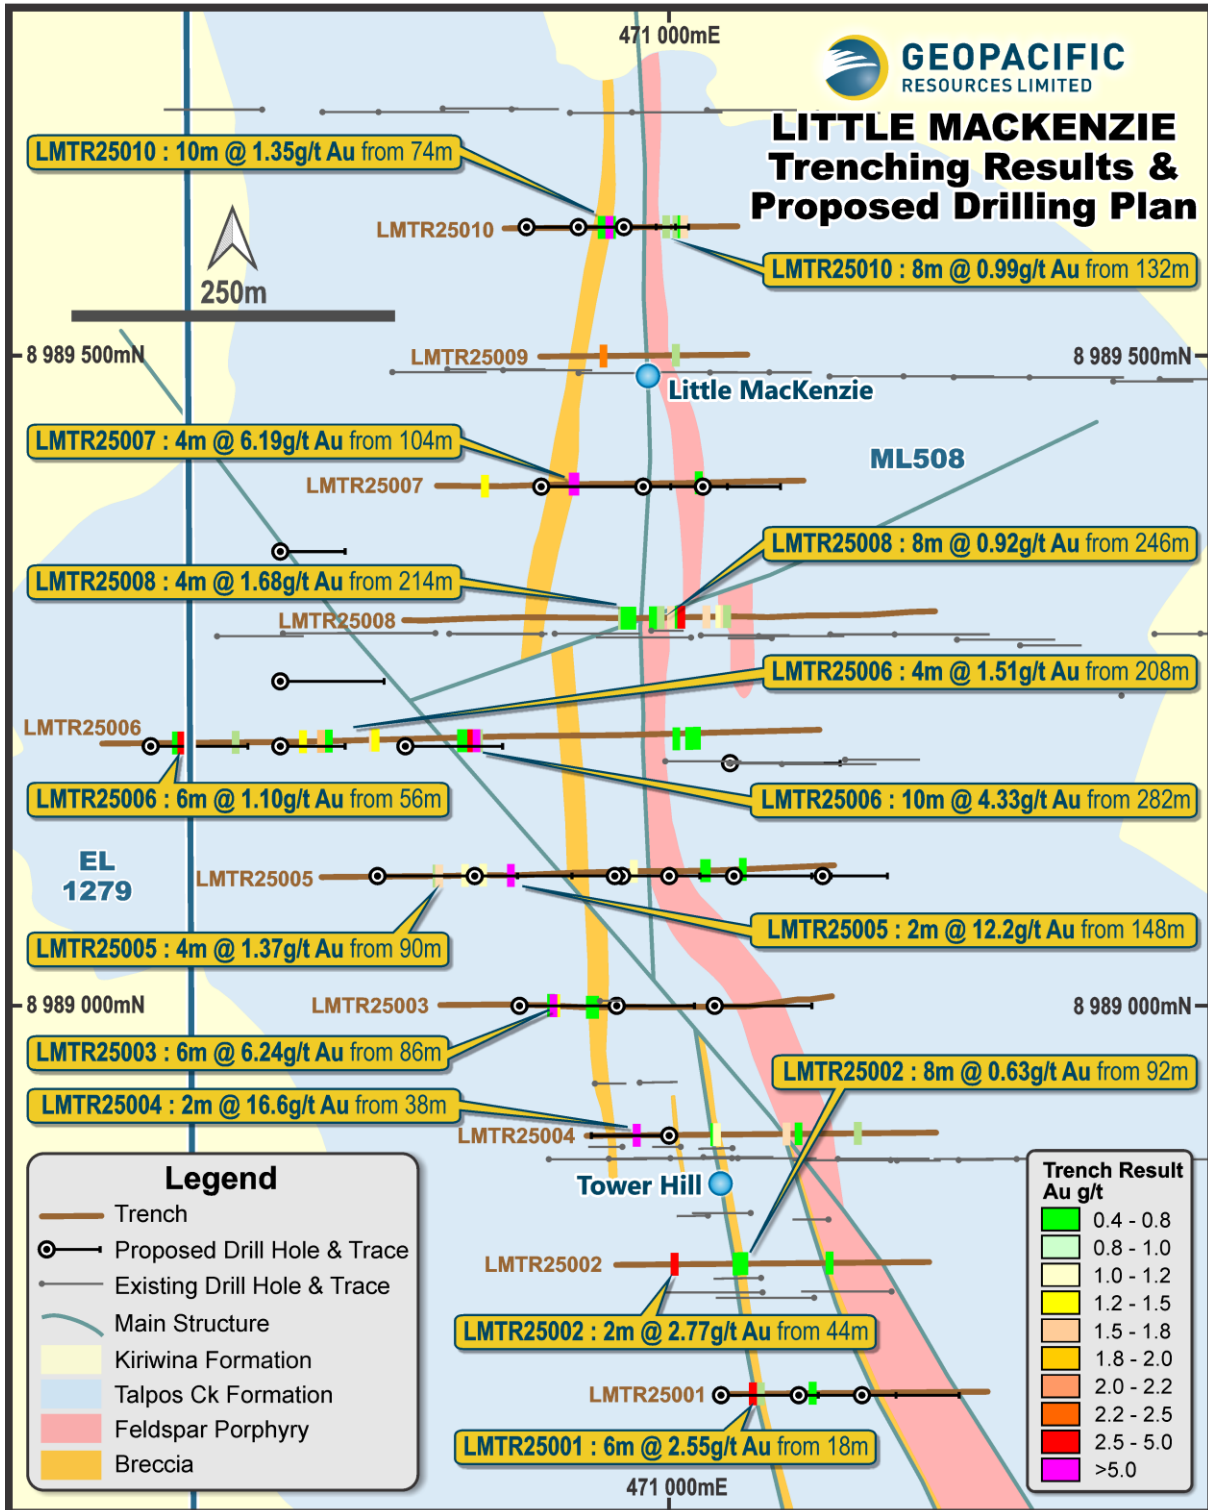 471 000mE
GEOPACIFIC
RESOURCES LIMITED
LITTLE MACKENZIE
Trenching Results &
Proposed Drilling Plan
LMTR25010 : 10m @ 1.35g/t Au from 74m
LMTR25010
LMTR25010 : 8m @ 0.99g/t Au from 132m
250m
8 989 500mN
LMTR25009
8 989 500mN
Little MacKenzie
LMTR25007 : 4m @ 6.19g/t Au from 104m
ML508
LMTR25007
LMTR25008 : 8m @ 0.92g/t Au from 246m
LMTR25008 : 4m @ 1.68g/t Au from 214m
LMTR25008
LMTR25006 : 4m @ 1.51g/t Au from 208m
LMTR25006
LMTR25006 : 6m @ 1.10g/t Au from 56m
LMTR25006 : 10m @ 4.33g/t Au from 282m
EL
1279
LMTR25005
LMTR25005 : 2m @ 12.2g/t Au from 148m
LMTR25005 : 4m @ 1.37g/t Au from 90m
8 989 000mN
LMTR25003
8 989 000mN
LMTR25003 : 6m @ 6.24g/t Au from 86m
LMTR25002 : 8m @ 0.63g/t Au from 92m
LMTR25004 : 2m @ 16.6g/t Au from 38m
LMTR25004
Tower Hill
LMTR25002
LMTR25002 : 2m @ 2.77g/t Au from 44m
LMTR25001
LMTR25001 : 6m @ 2.55g/t Au from 18m
471 000mE
Legend
Trench
Proposed Drill Hole & Trace
Existing Drill Hole & Trace
Main Structure
Kiriwina Formation
Talpos Ck Formation
Feldspar Porphyry
Breccia
Trench Result
Au g/t
0.4 - 0.8
0.8 - 1.0
1.0 - 1.2
1.2 - 1.5
1.5 - 1.8
1.8 - 2.0
2.0 - 2.2
2.2 - 2.5
2.5 - 5.0
>5.0